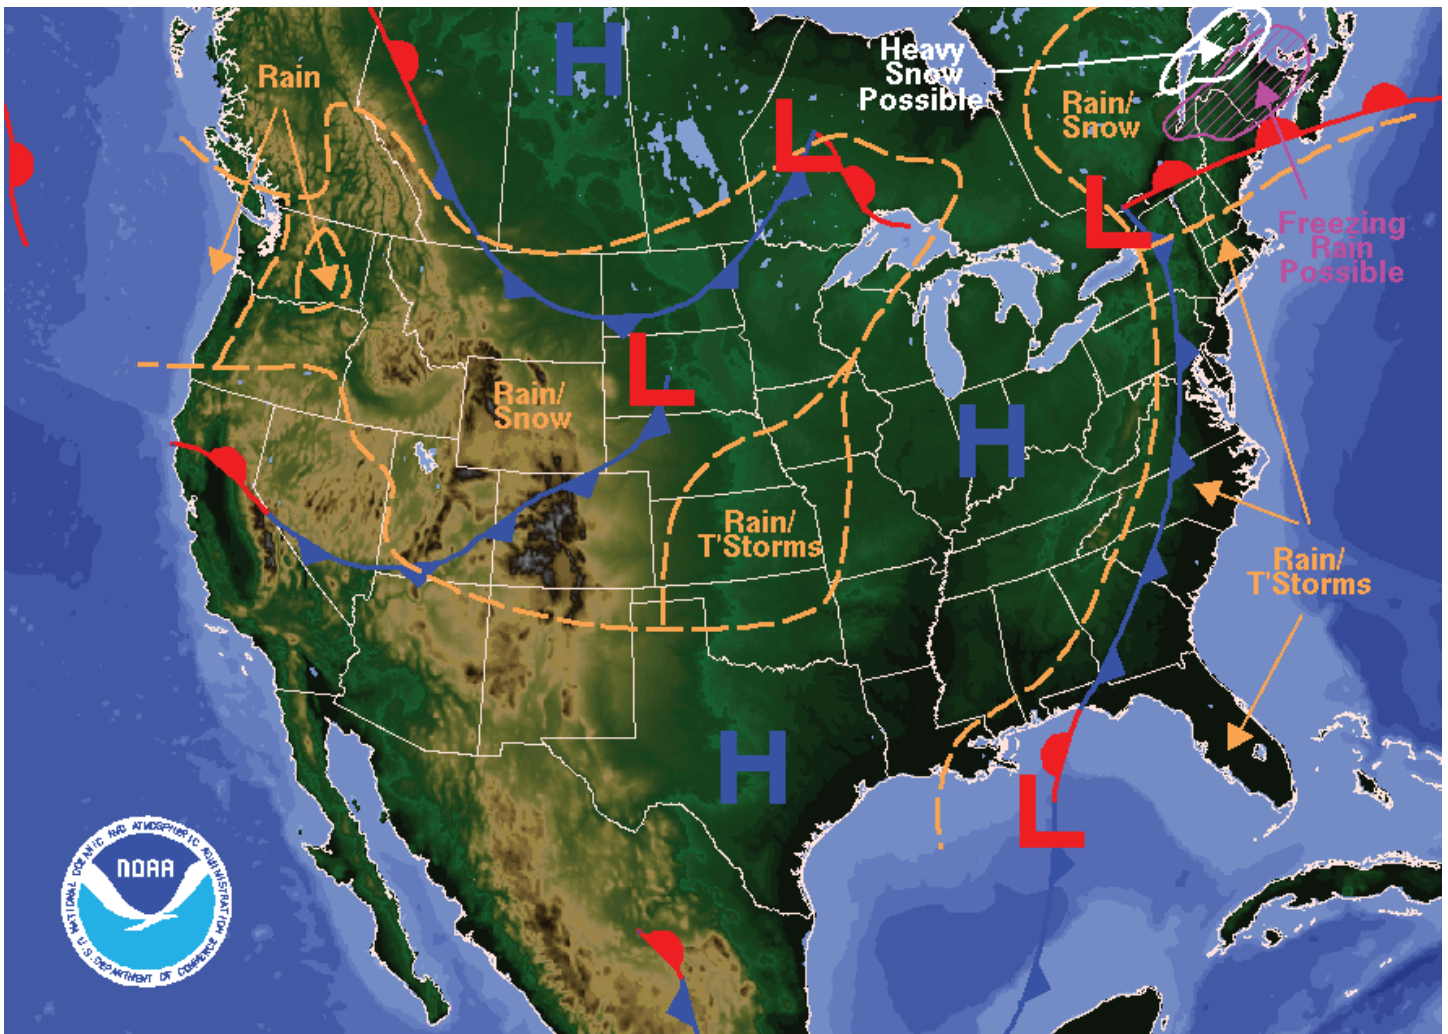 H
Heavy
Snow
Possible
Rain
Rain/
Snow
L
L
Freezing
Rain
Possible
L
Rain/
Snow
H
Rain/
T'Storms
Rain/
T'Storms
H
L
NATIONAL OCEANIC AND ATMOSPHERIC ADMINISTRATION
NOAA
U.S. DEPARTMENT OF COMMERCE